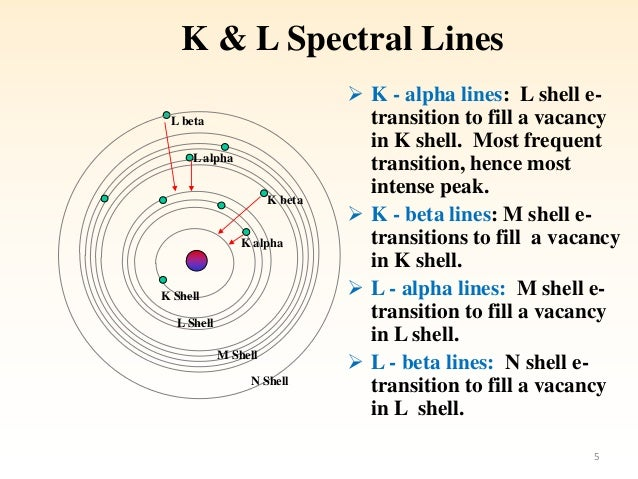 K & L Spectral Lines
L beta
L alpha
K beta
K alpha
K Shell
L Shell
M Shell
N Shell
➢ K - alpha lines: L shell e-
transition to fill a vacancy
in K shell. Most frequent
transition, hence most
intense peak.
➢ K - beta lines: M shell e-
transitions to fill a vacancy
in K shell.
➢ L - alpha lines: M shell e-
transition to fill a vacancy
in L shell.
➢ L - beta lines: N shell e-
transition to fill a vacancy
in L shell.
5